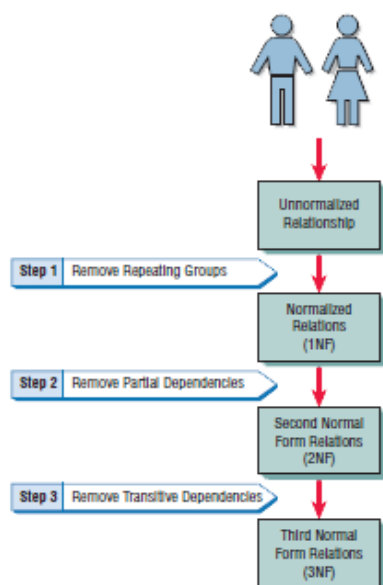 Unnormalized
Relationship
Step 1 Remove Repeating Groups
Normalized
Relations
(1NF)
Step 2 Remove Partial Dependencies
Second Normal
Form Relations
(2NF)
Step 3 Remove Transitive Dependencies
Third Normal
Form Relations
(3NF)